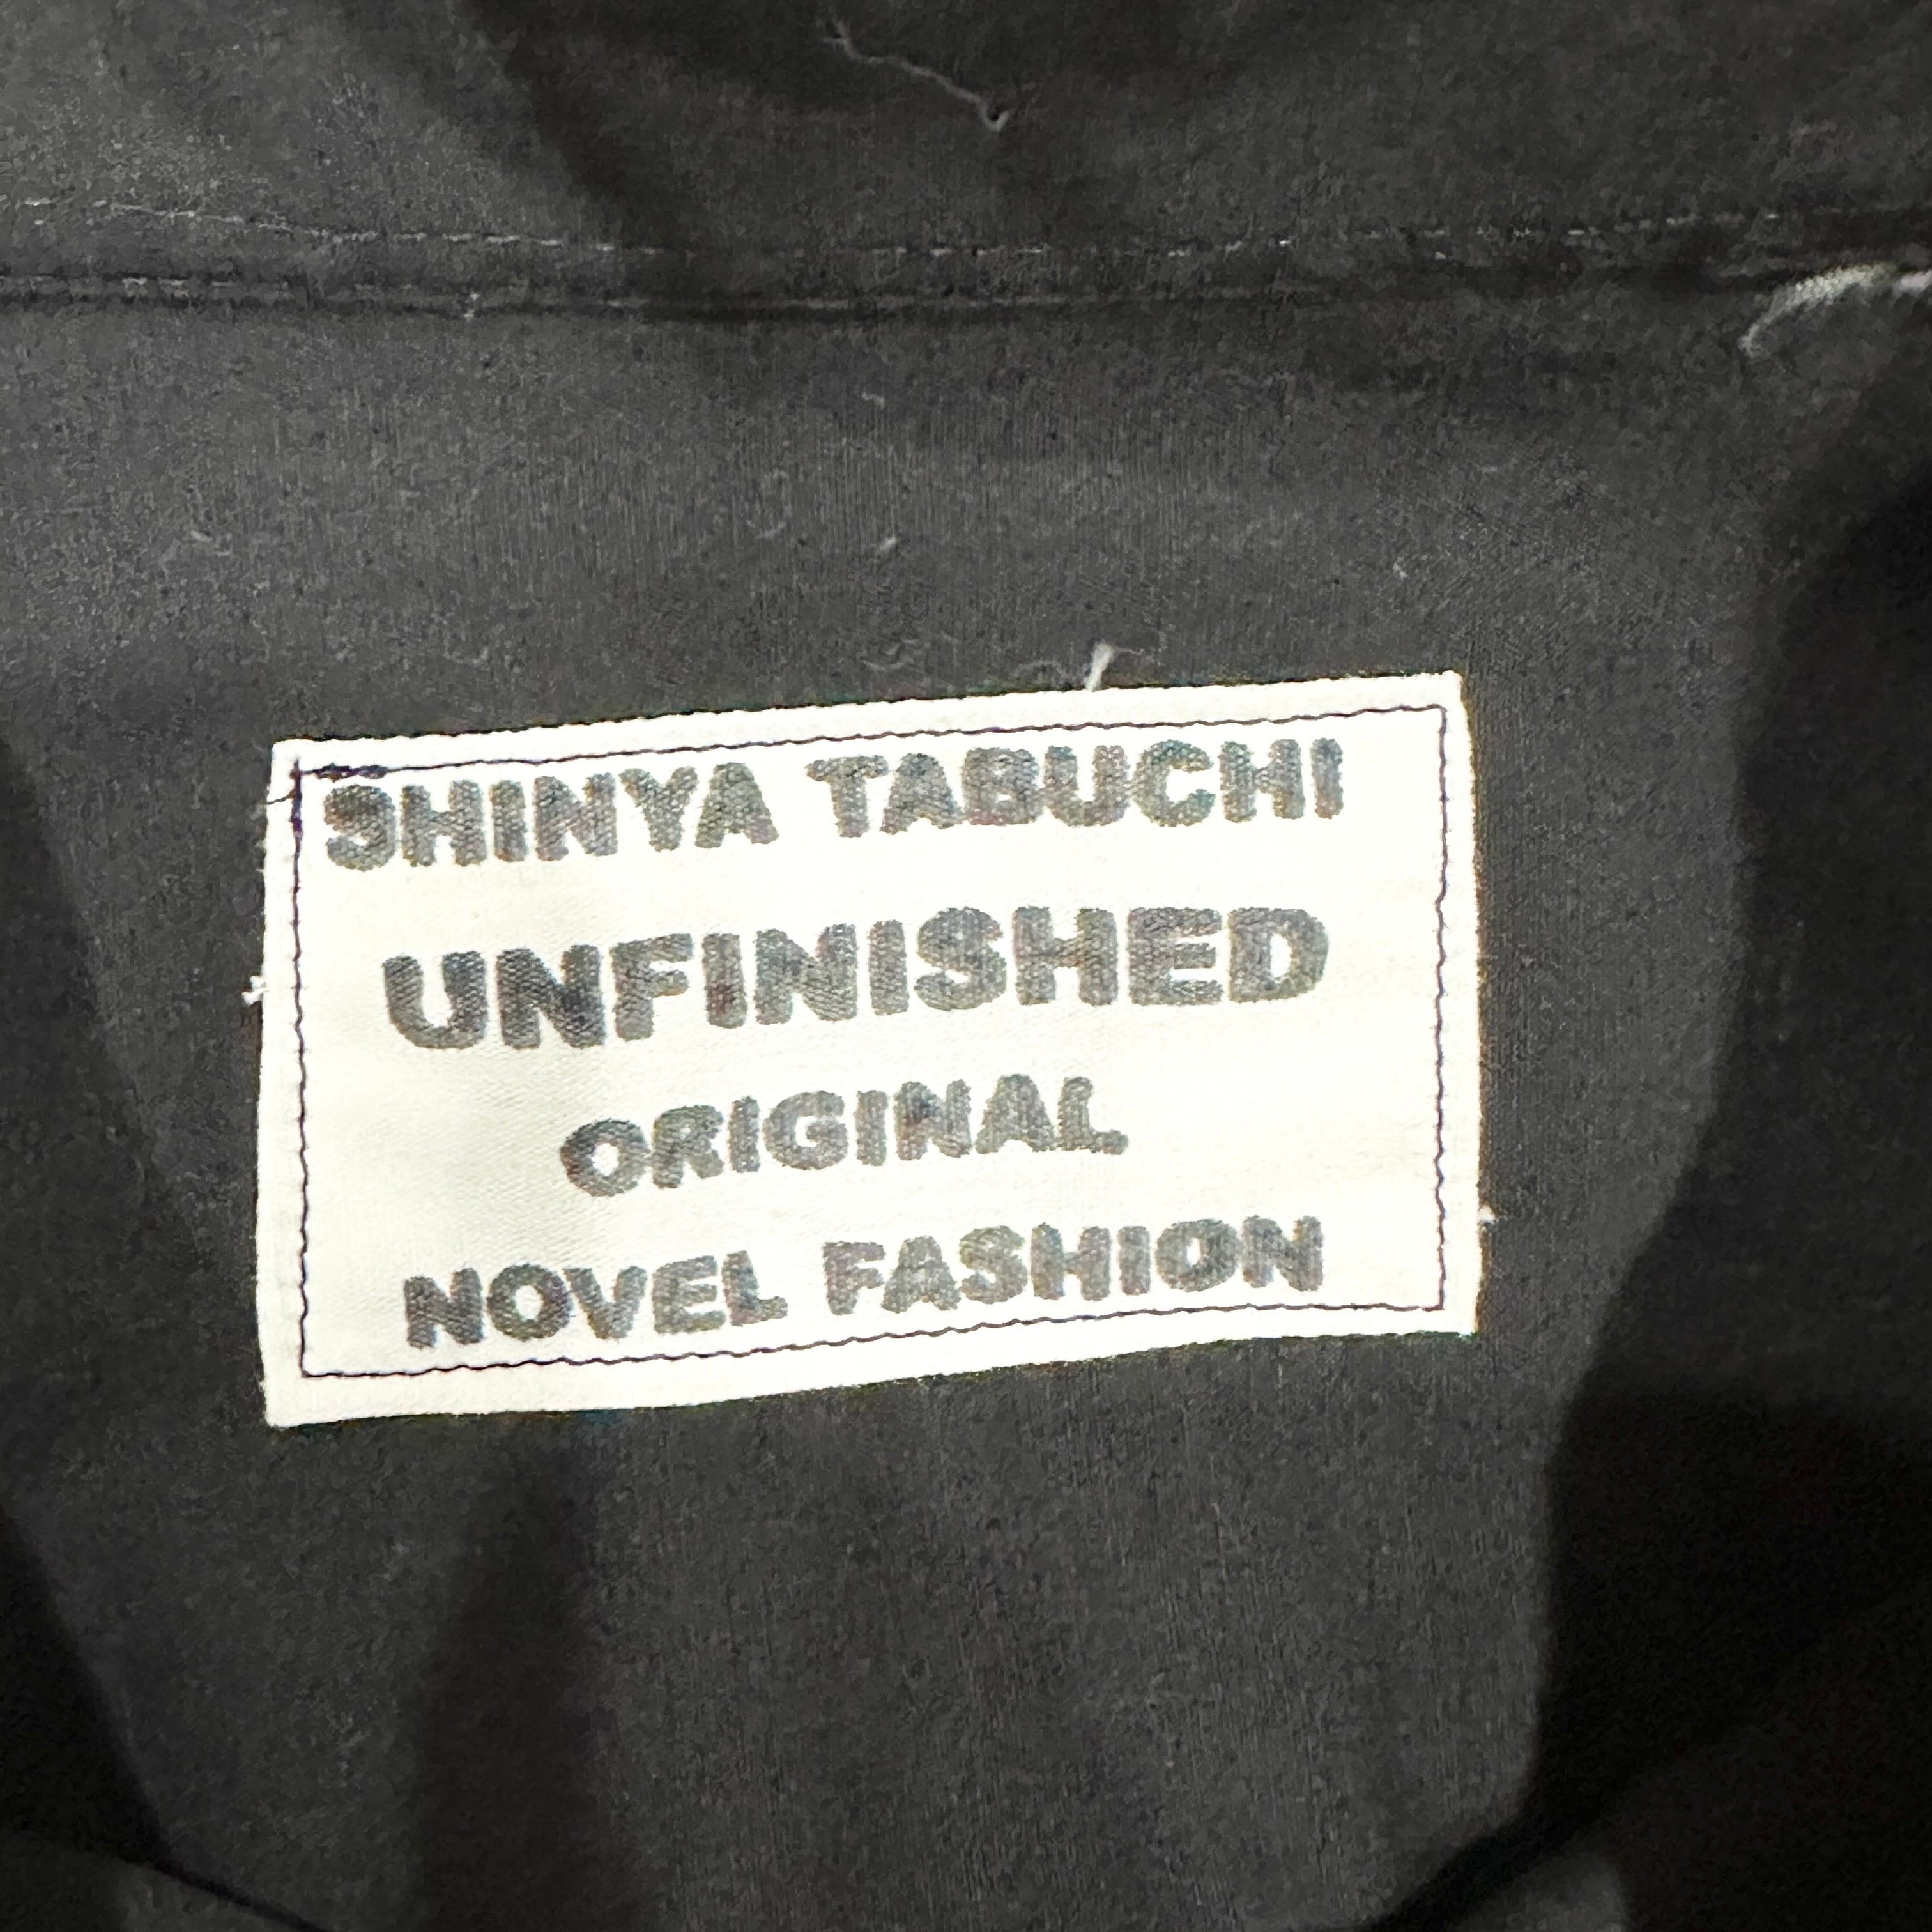 SHINYA TABUCHI
UNFINISHED
ORIGINAL
NOVEL FASHION